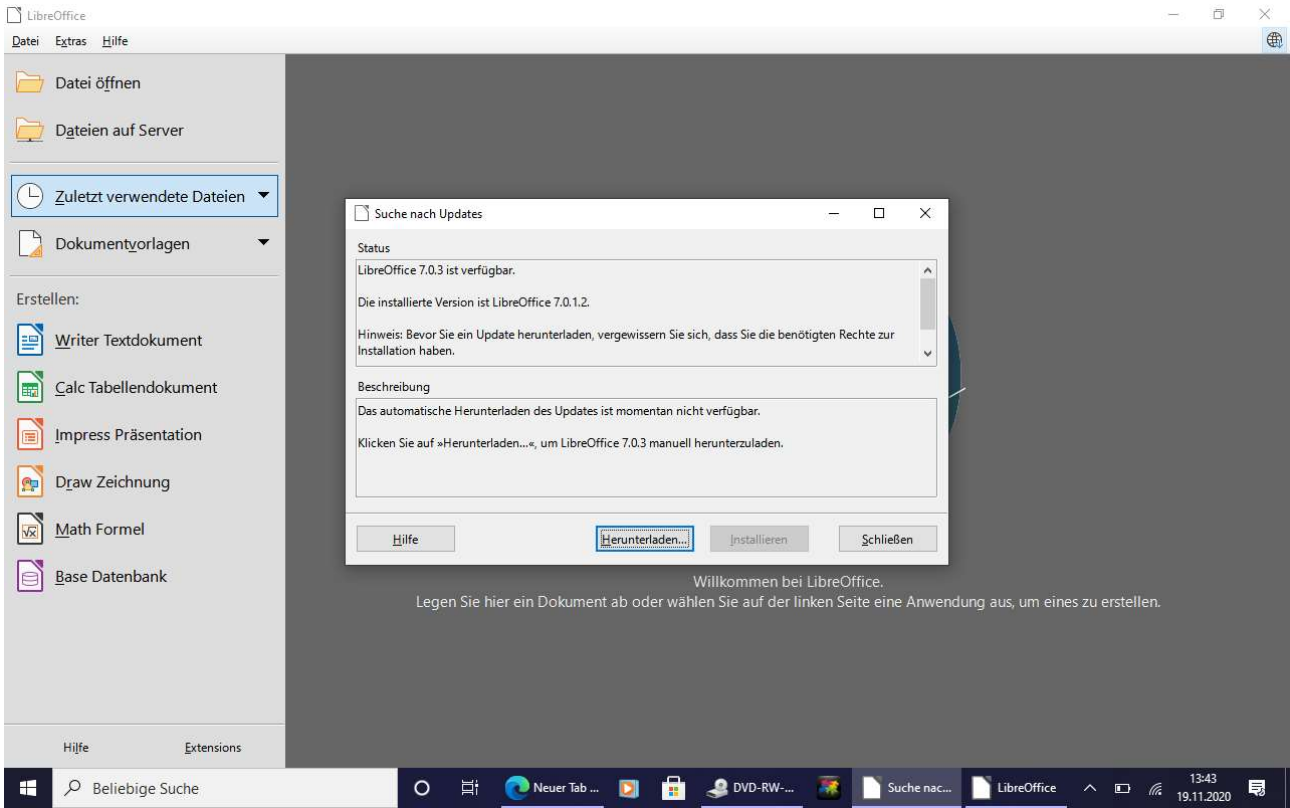 LibreOffice
Datei Extras Hilfe
Datei öffnen
Dateien auf Server
Zuletzt verwendete Dateien
Dokumentvorlagen
Erstellen:
Writer Textdokument
Calc Tabellendokument
Impress Präsentation
Draw Zeichnung
Math Formel
Base Datenbank
Hilfe Extensions
Suche nach Updates
Status
LibreOffice 7.0.3 ist verfügbar.
Die installierte Version ist LibreOffice 7.0.1.2.
Hinweis: Bevor Sie ein Update herunterladen, vergewissern Sie sich, dass Sie die benötigten Rechte zur
Installation haben.
Beschreibung
Das automatische Herunterladen des Updates ist momentan nicht verfügbar.
Klicken Sie auf »Herunterladen...«, um LibreOffice 7.0.3 manuell herunterzuladen.
Hilfe Herunterladen... Installieren Schließen
Willkommen bei LibreOffice.
Legen Sie hier ein Dokument ab oder wählen Sie auf der linken Seite eine Anwendung aus, um eines zu erstellen.
Beliebige Suche Neuer Tab ... DVD-RW-... Suche nac... LibreOffice 13:43
19.11.2020